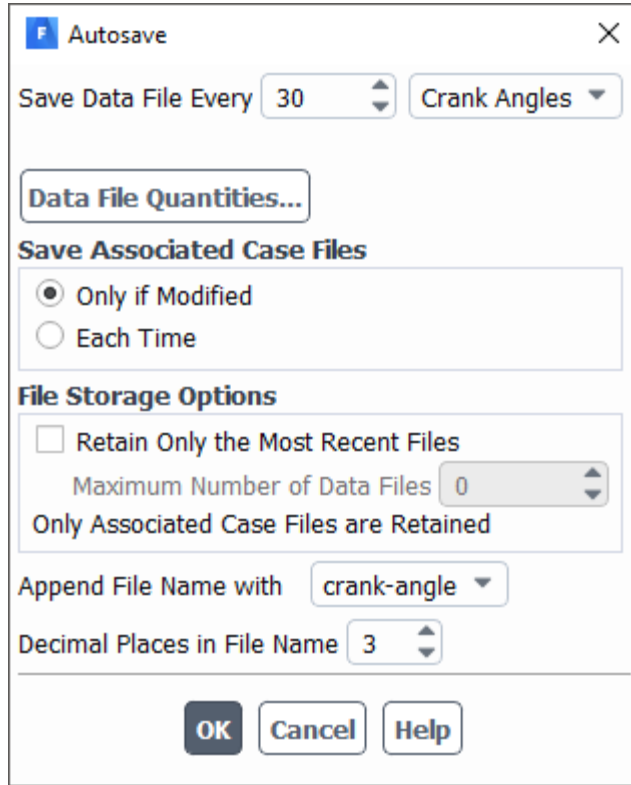 F Autosave
Save Data File Every 30 Crank Angles
Data File Quantities...
Save Associated Case Files
Only if Modified
Each Time
File Storage Options
Retain Only the Most Recent Files
Maximum Number of Data Files 0
Only Associated Case Files are Retained
Append File Name with crank-angle
Decimal Places in File Name 3
OK Cancel Help